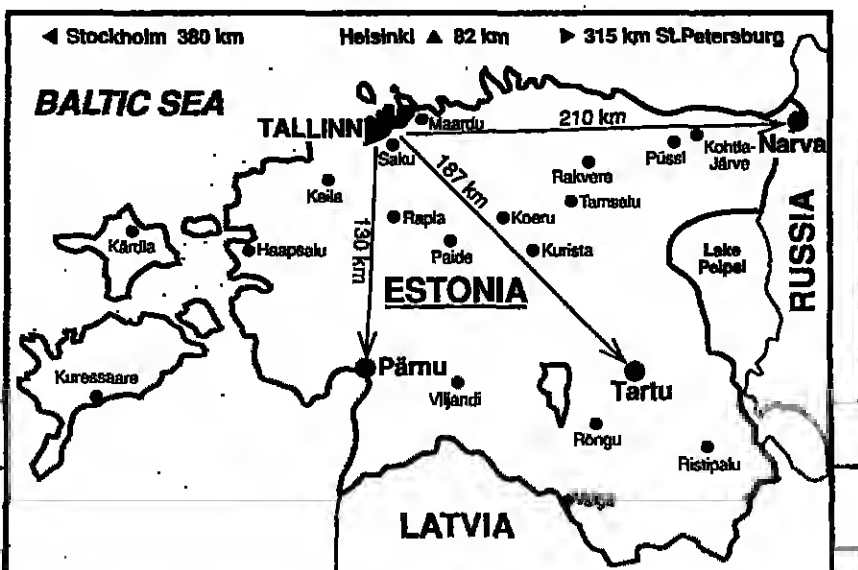 ◄ Stockholm 380 km Helsinki ▲ 82 km ► 315 km St.Petersburg
BALTIC SEA
TALLINN
Maardu
210 km
Narva
Saku
Püssi
Kohtla-
Järve
Keila
187 km
Rakvere
Tamsalu
RUSSIA
Rapla
Koeru
Kärdla
Haapsalu
130 km
Paide
Kurista
Lake
Peipsi
ESTONIA
Pärnu
Tartu
Kuressaare
Viljandi
Rõngu
Ristipalu
Valga
LATVIA